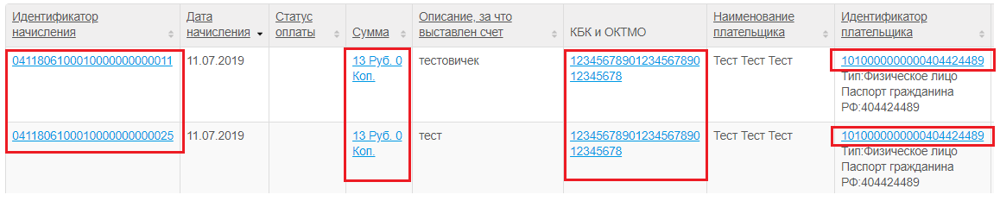 Идентификатор начисления
Дата начисления
Статус оплаты
Сумма
Описание, за что выставлен счет
КБК и ОКТМО
Наименование плательщика
Идентификатор плательщика
0411806100010000000000011
11.07.2019
13 Руб. 0 Коп.
тестовичек
12345678901234567890
12345678
Тест Тест Тест
1010000000000404424489
Тип:Физическое лицо
Паспорт гражданина
РФ:404424489
0411806100010000000000025
11.07.2019
13 Руб. 0 Коп.
тест
12345678901234567890
12345678
Тест Тест Тест
1010000000000404424489
Тип:Физическое лицо
Паспорт гражданина
РФ:404424489